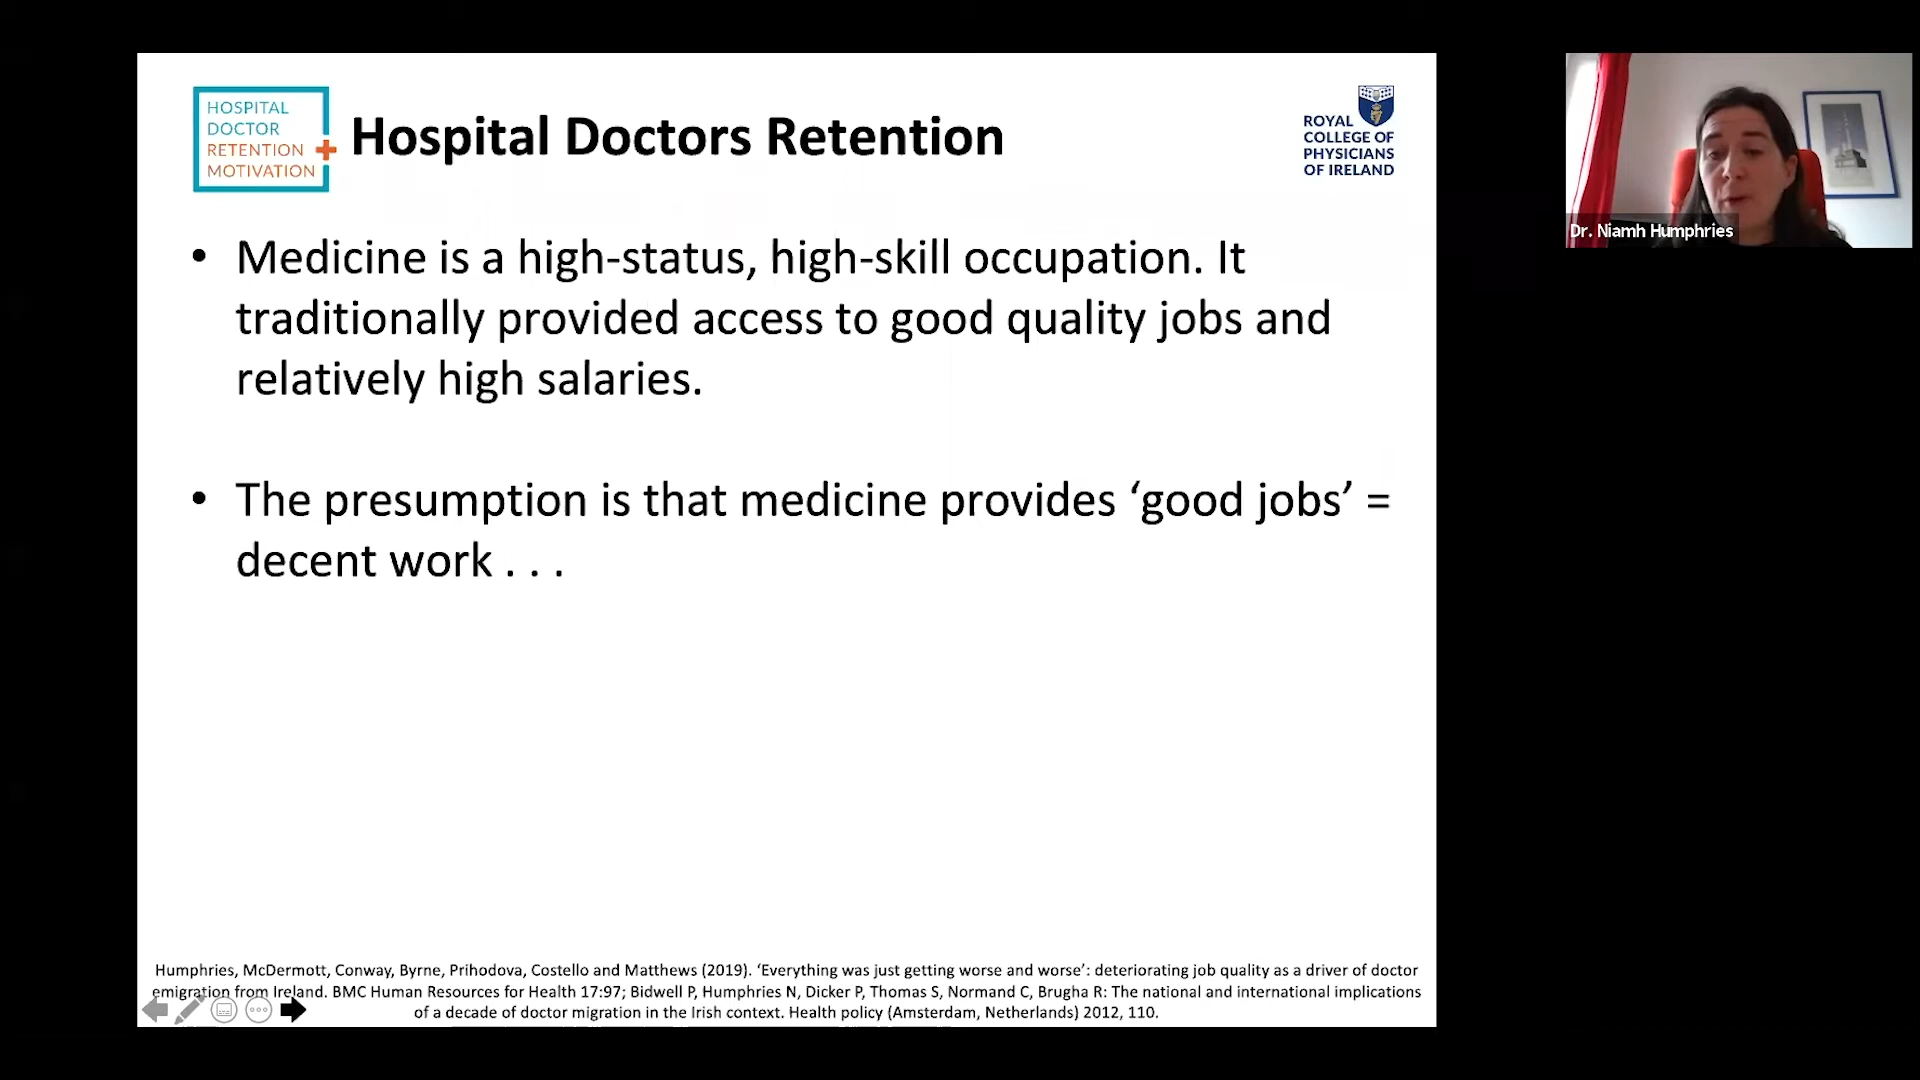 HOSPITAL
DOCTOR
RETENTION +
MOTIVATION
Hospital Doctors Retention
ROYAL
COLLEGE OF
PHYSICIANS
OF IRELAND
Dr. Niamh Humphries
• Medicine is a high-status, high-skill occupation. It
traditionally provided access to good quality jobs and
relatively high salaries.
• The presumption is that medicine provides ‘good jobs’ =
decent work . . .
Humphries, McDermott, Conway, Byrne, Prihodova, Costello and Matthews (2019). ‘Everything was just getting worse and worse’: deteriorating job quality as a driver of doctor
emigration from Ireland. BMC Human Resources for Health 17:97; Bidwell P, Humphries N, Dicker P, Thomas S, Normand C, Brugha R: The national and international implications
of a decade of doctor migration in the Irish context. Health policy (Amsterdam, Netherlands) 2012, 110.